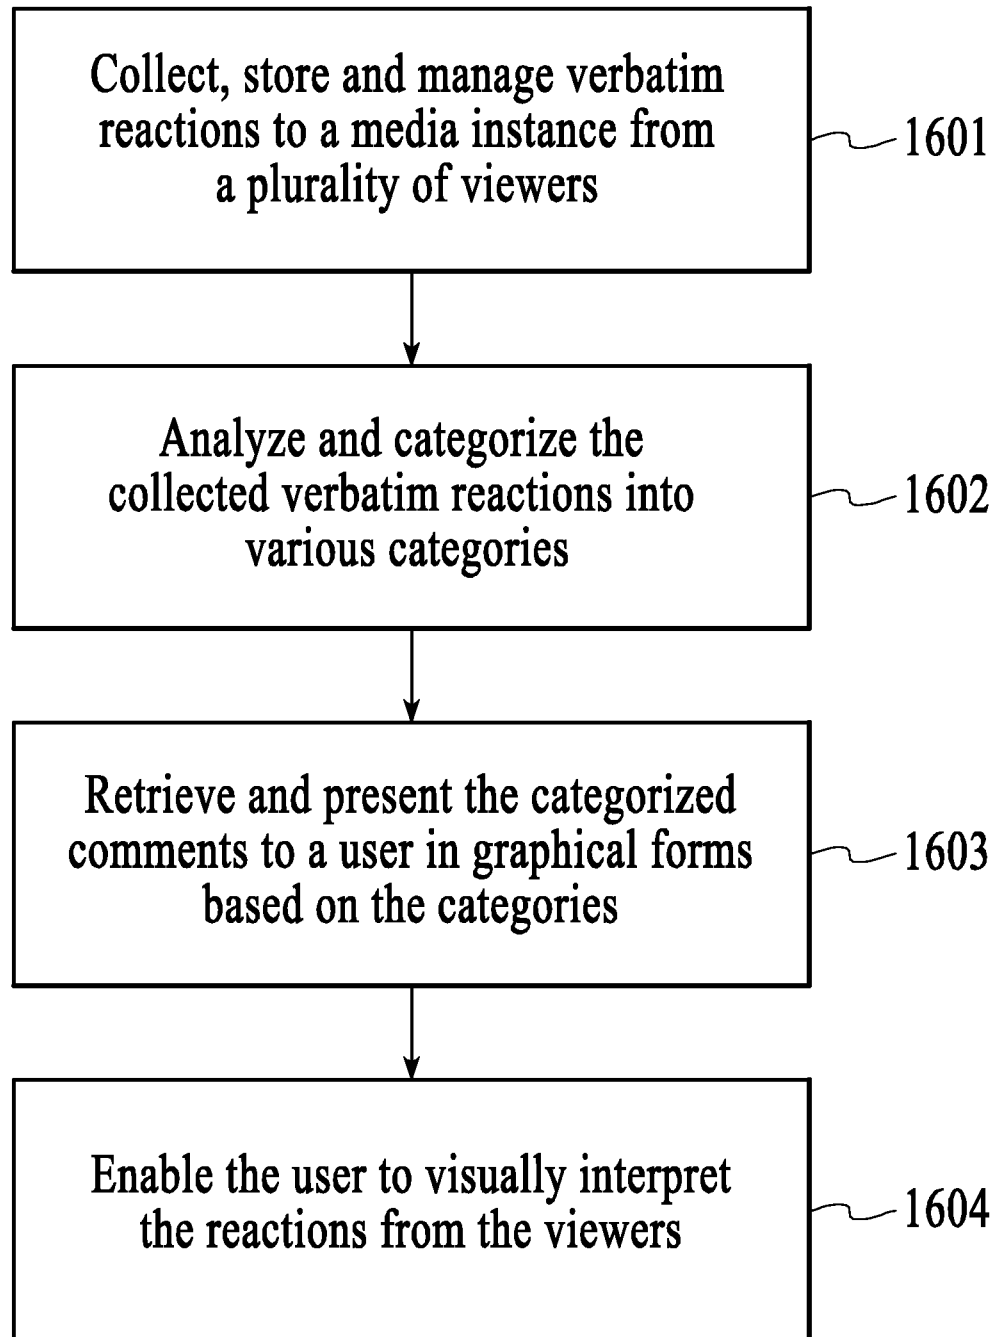 Collect, store and manage verbatim
reactions to a media instance from
a plurality of viewers
1601
Analyze and categorize the
collected verbatim reactions into
various categories
1602
Retrieve and present the categorized
comments to a user in graphical forms
based on the categories
1603
Enable the user to visually interpret
the reactions from the viewers
1604